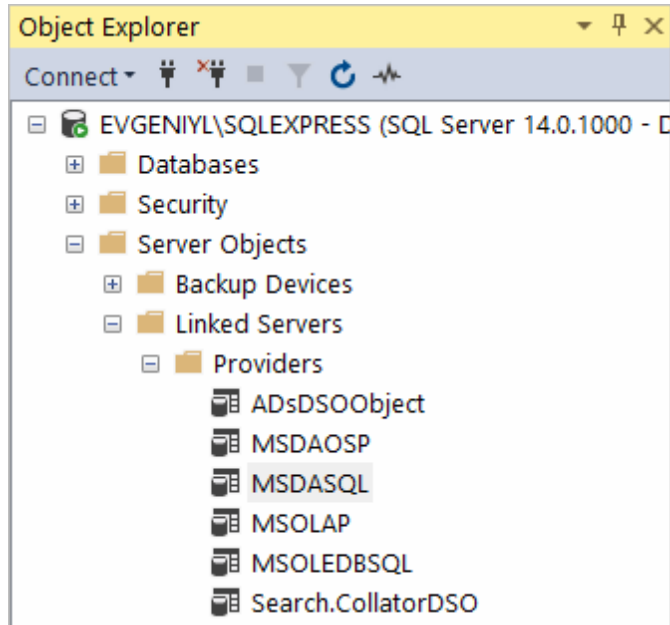 Object Explorer
Connect
EVGENIYL\SQLEXPRESS (SQL Server 14.0.1000 - D
Databases
Security
Server Objects
Backup Devices
Linked Servers
Providers
ADsDSOObject
MSDAOSP
MSDASQL
MSOLAP
MSOLEDBSQL
Search.CollatorDSO